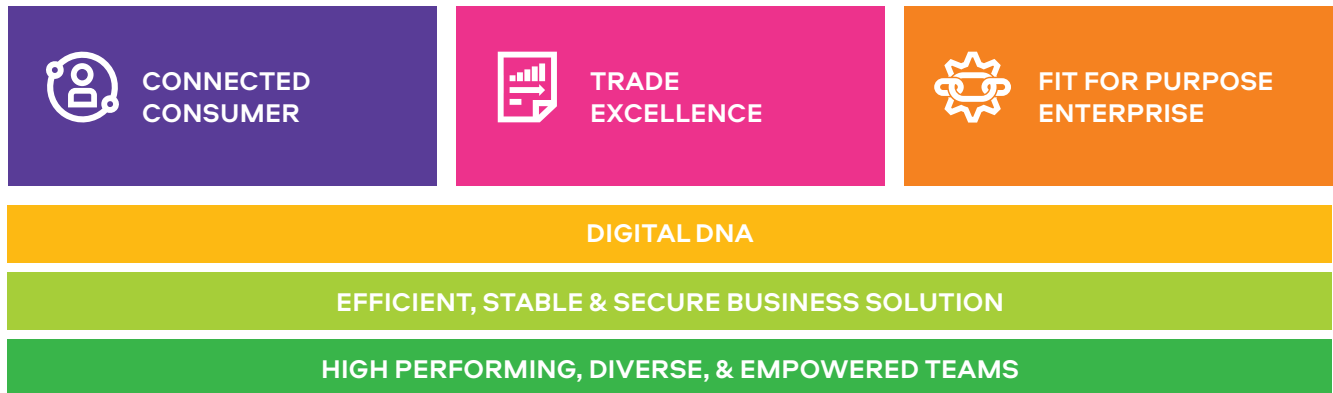 CONNECTED
CONSUMER
TRADE
EXCELLENCE
FIT FOR PURPOSE
ENTERPRISE
DIGITAL DNA
EFFICIENT, STABLE & SECURE BUSINESS SOLUTION
HIGH PERFORMING, DIVERSE, & EMPOWERED TEAMS